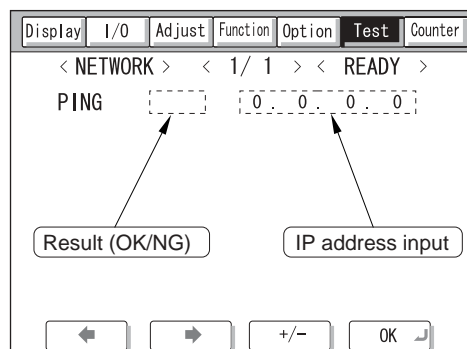 Display I/O Adjust Function Option Test Counter
< NETWORK > < 1/ 1 > < READY >
PING 0. 0. 0. 0
Result (OK/NG) IP address input
+/- OK